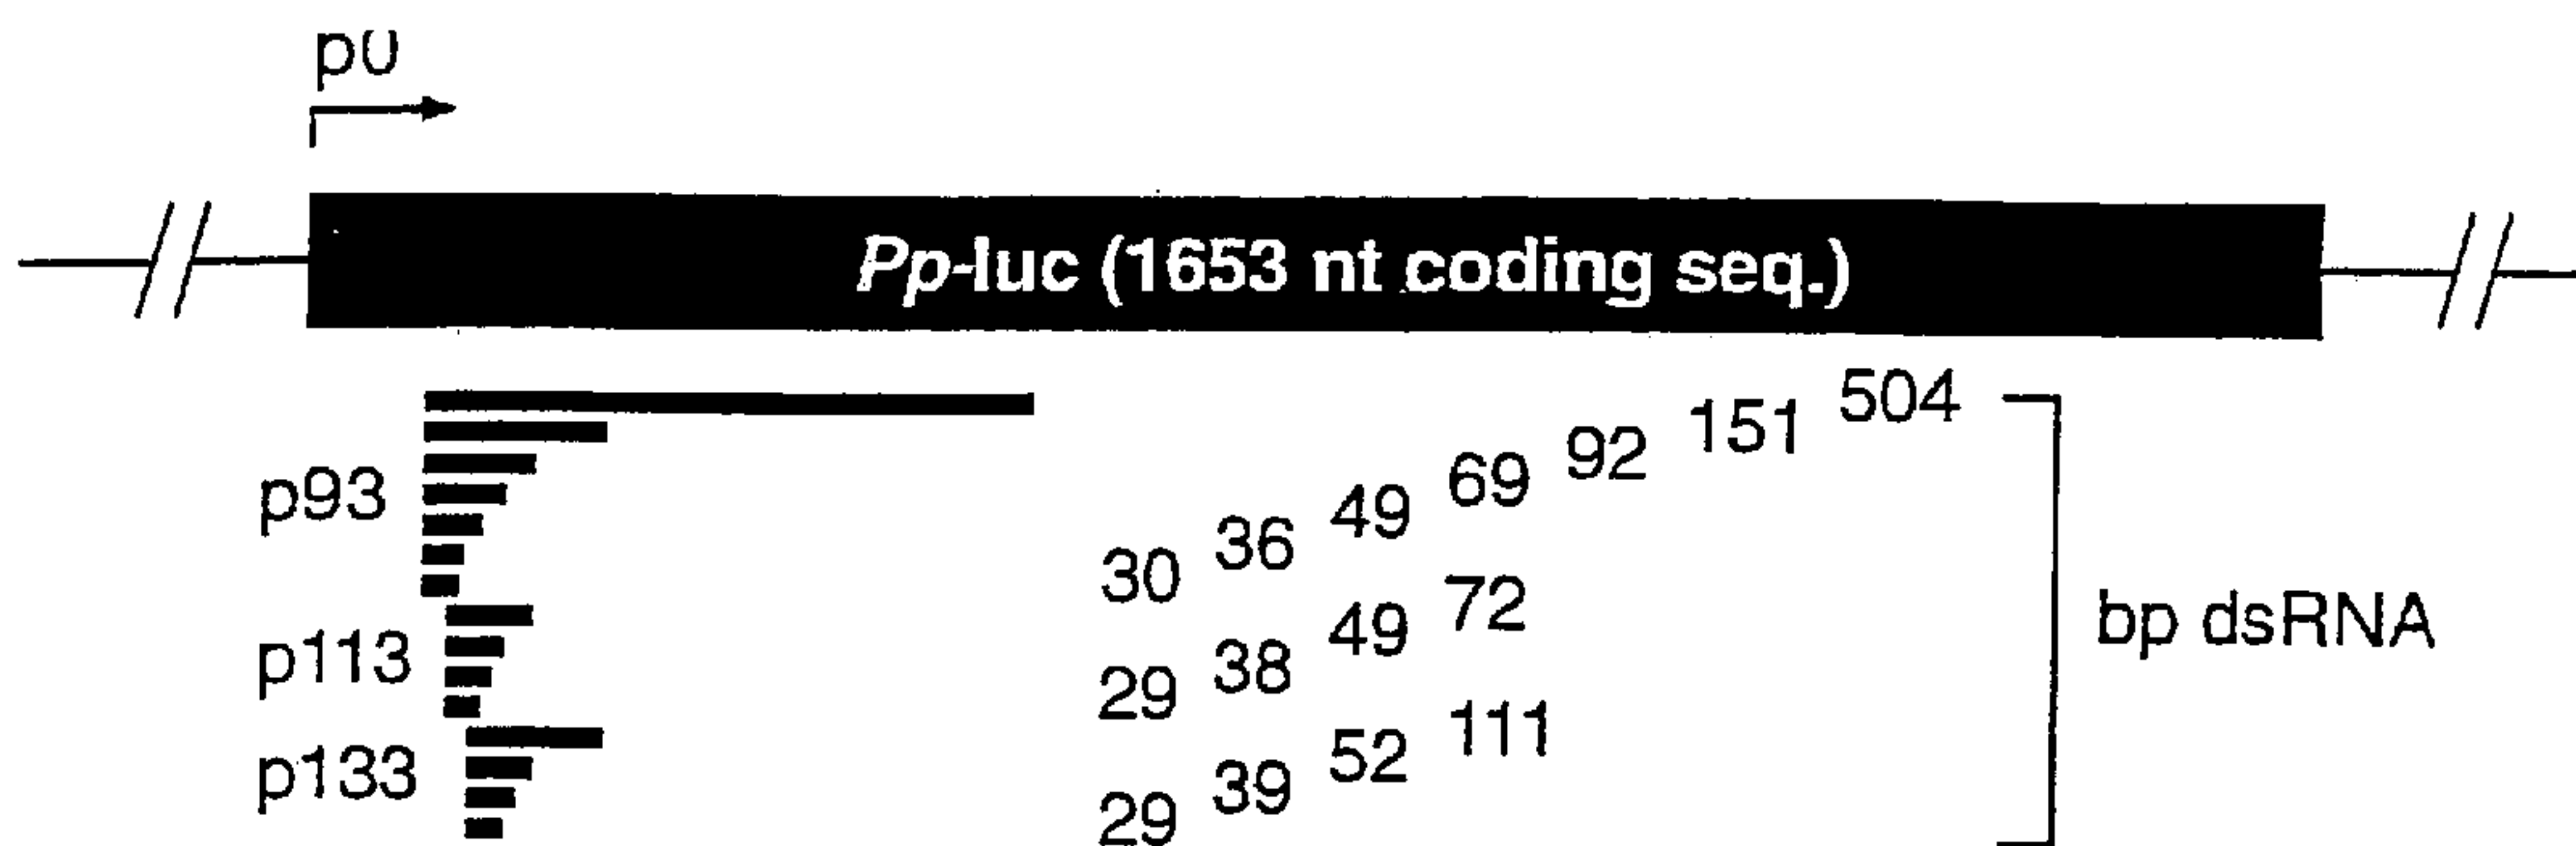 p0
Pp-luc (1653 nt coding seq.)
504
151
92
69
p93
49
36
30
72
49
bp dsRNA
p113
38
29
111
52
p133
39
29